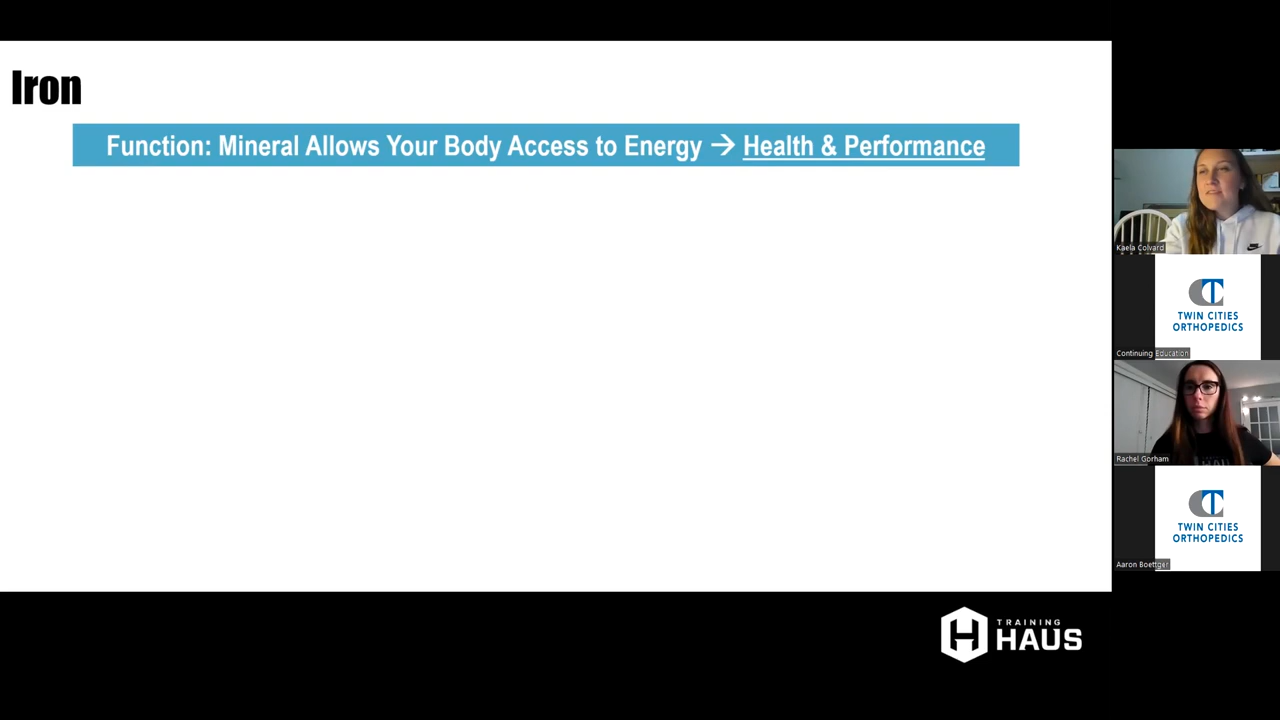 Iron
Function: Mineral Allows Your Body Access to Energy → Health & Performance
Kaela Colvard
TWIN CITIES
ORTHOPEDICS
Continuing Education
Rachel Gorham
TWIN CITIES
ORTHOPEDICS
Aaron Boettger
TRAINING
HAUS